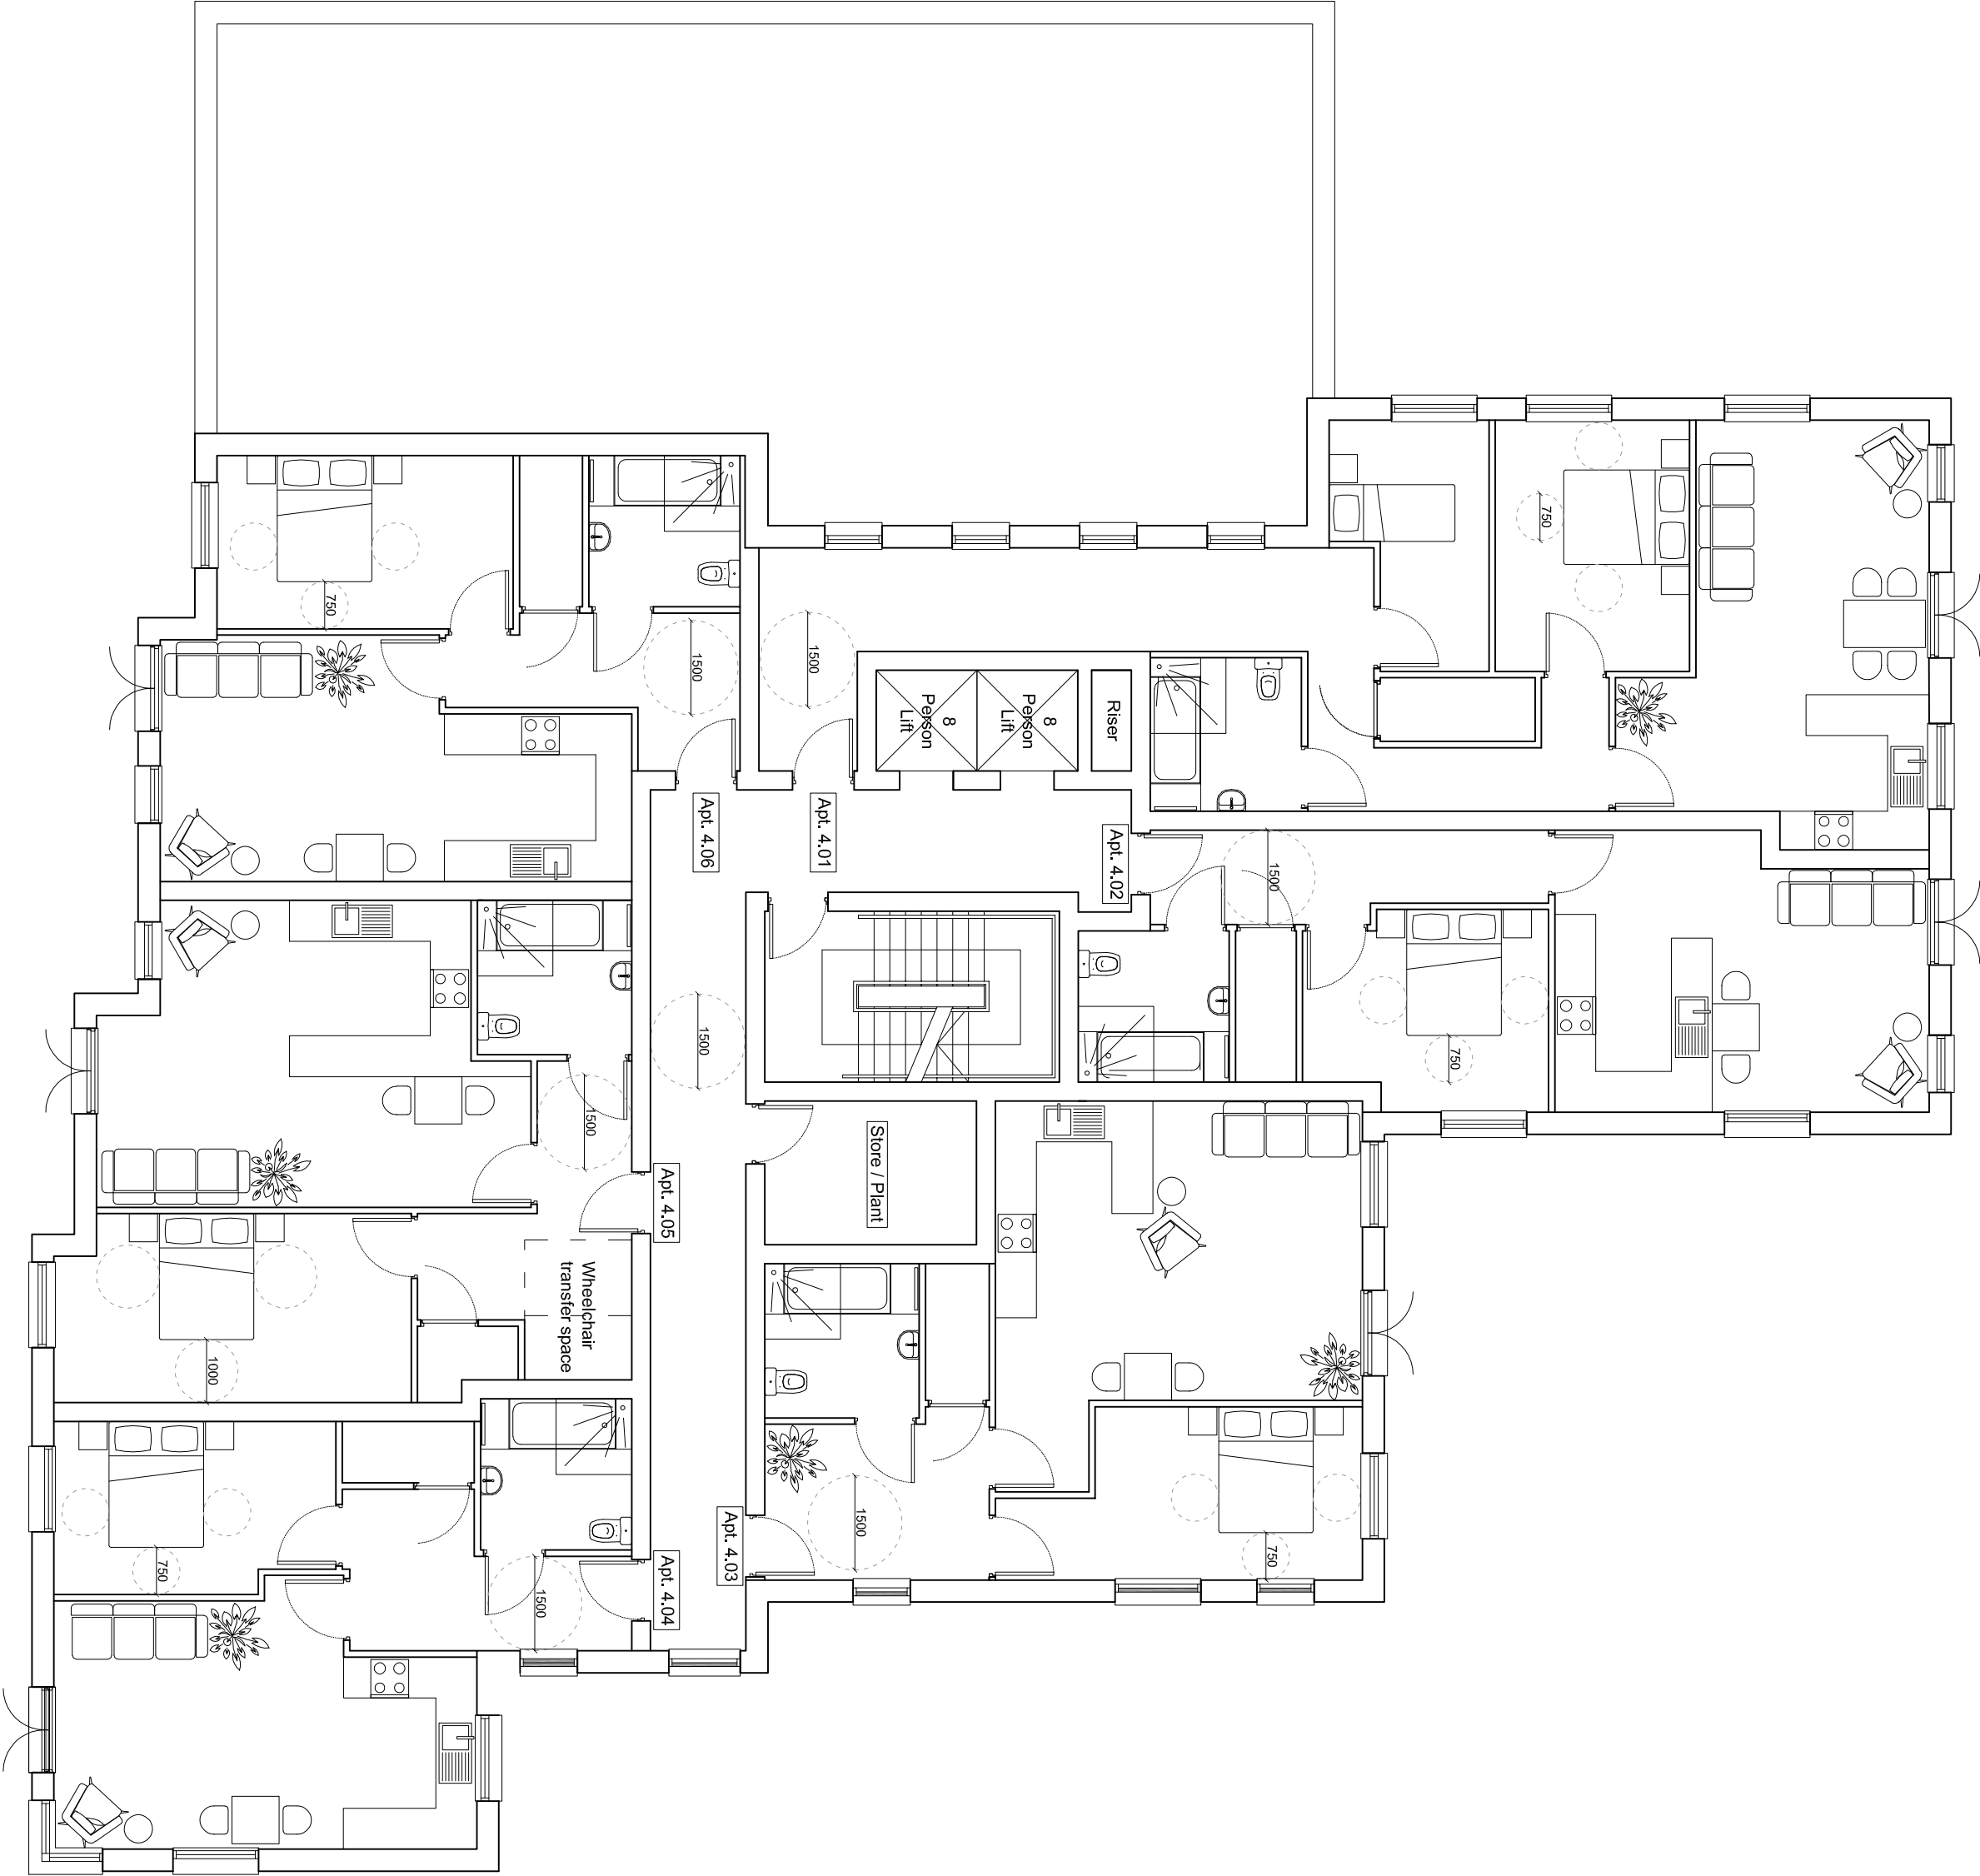 750
750
1500
1500
8
Person
Lift
8
Person
Lift
Riser
Apt. 4.06
Apt. 4.01
Apt. 4.02
1500
1500
750
1500
Store / Plant
Apt. 4.05
Wheelchair
transfer space
1000
750
1500
Apt. 4.04
Apt. 4.03
1500
750